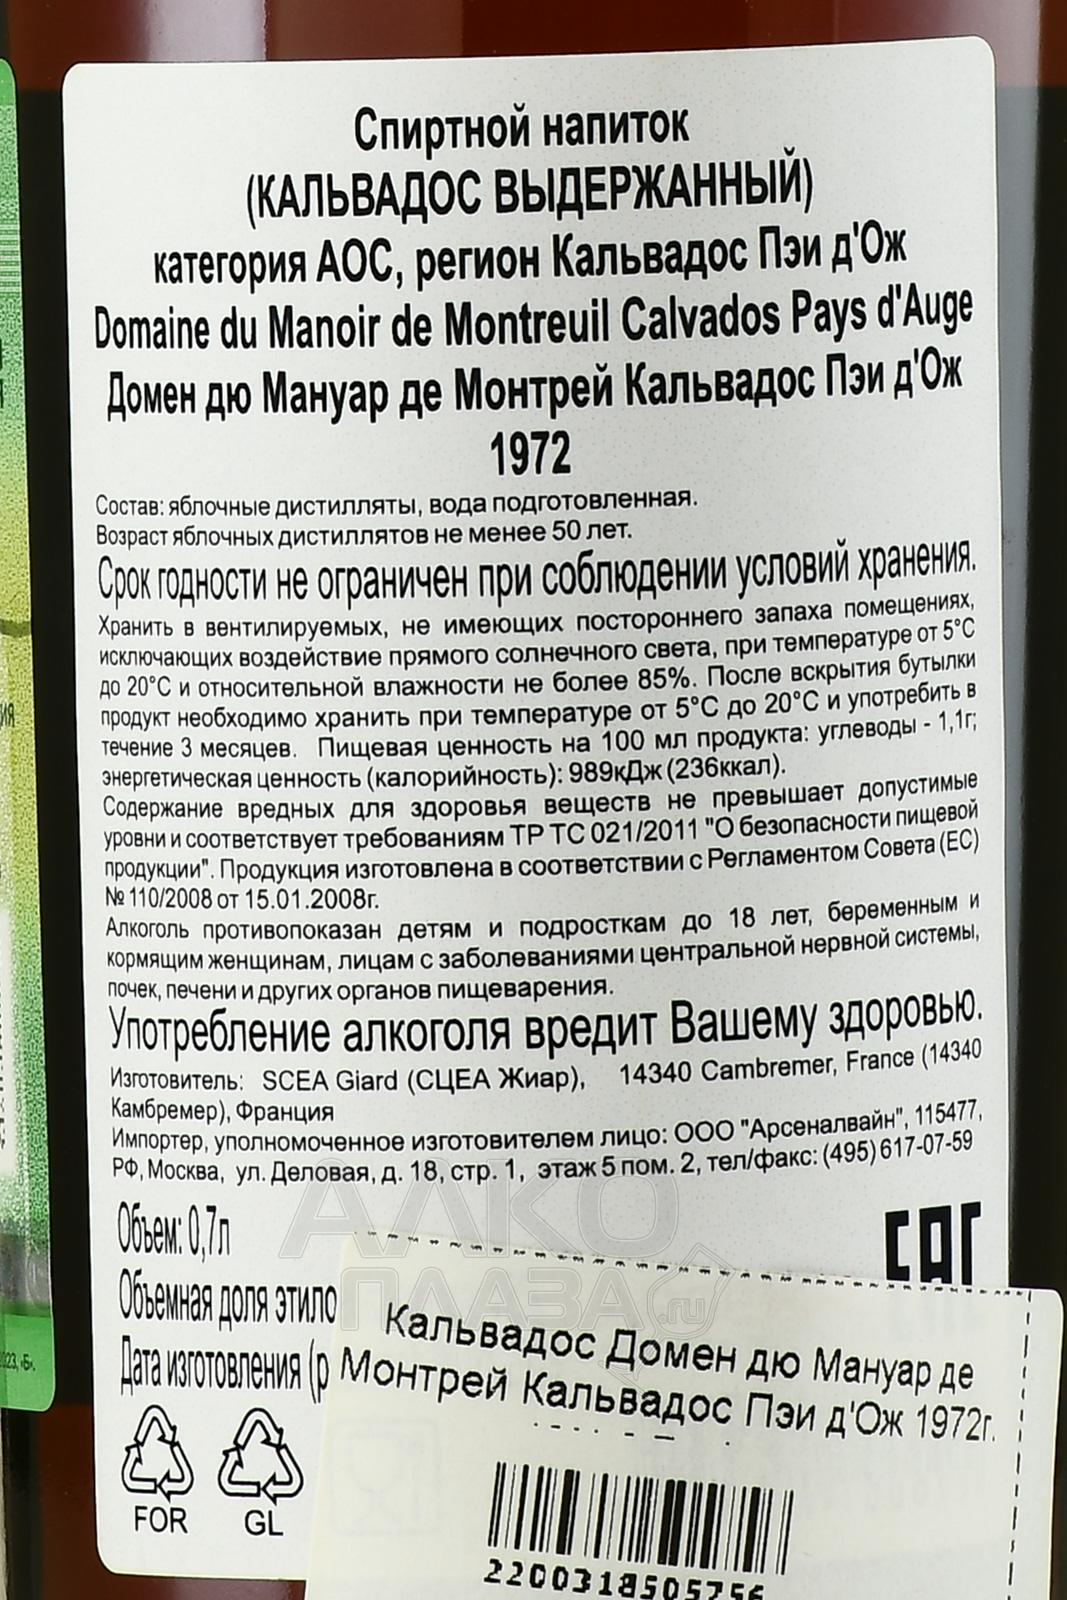 Спиртной напиток
(КАЛЬВАДОС ВЫДЕРЖАННЫЙ)
категория АОС, регион Кальвадос Пэи д'Ож
Domaine du Manoir de Montreuil Calvados Pays d'Auge
Домен дю Мануар де Монтрей Кальвадос Пэи д'Ож
1972
Состав: яблочные дистилляты, вода подготовленная.
Возраст яблочных дистиллятов не менее 50 лет.
Срок годности не ограничен при соблюдении условий хранения.
Хранить в вентилируемых, не имеющих постороннего запаха помещениях,
исключающих воздействие прямого солнечного света, при температуре от 5°С
до 20°С и относительной влажности не более 85%. После вскрытия бутылки
продукт необходимо хранить при температуре от 5°С до 20°С и употребить в
течение 3 месяцев. Пищевая ценность на 100 мл продукта: углеводы - 1,1г;
энергетическая ценность (калорийность): 989кДж (236ккал).
Содержание вредных для здоровья веществ не превышает допустимые
уровни и соответствует требованиям ТР ТС 021/2011 "О безопасности пищевой
продукции". Продукция изготовлена в соответствии с Регламентом Совета (ЕС)
№ 110/2008 от 15.01.2008г.
Алкоголь противопоказан детям и подросткам до 18 лет, беременным и
кормящим женщинам, лицам с заболеваниями центральной нервной системы,
почек, печени и других органов пищеварения.
Употребление алкоголя вредит Вашему здоровью.
Изготовитель: SCEA Giard (СЦЕА Жиар), 14340 Cambremer, France (14340
Камбремер), Франция
Импортер, уполномоченное изготовителем лицо: ООО "Арсеналвайн", 115477,
РФ, Москва, ул. Деловая, д. 18, стр. 1, этаж 5 пом. 2, тел/факс: (495) 617-07-59
Объем: 0,7л
EAC
Объемная доля этило
Дата изготовления (р
FOR GL
АЛКО
ПЛАЗА.ru
Кальвадос Домен дю Мануар де
Монтрей Кальвадос Пэи д'Ож 1972г.
2200318505756